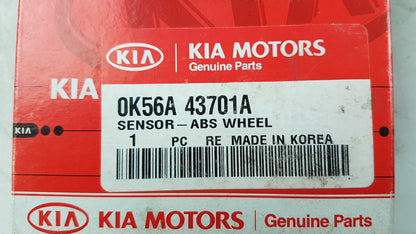 KIA KIA MOTORS
Genuine Parts
KIA
0K56A 43701A
SENSOR-ABS WHEEL
1 PC RE MADE IN KOREA
KIA
KIA KIA MOTORS Genuine Parts